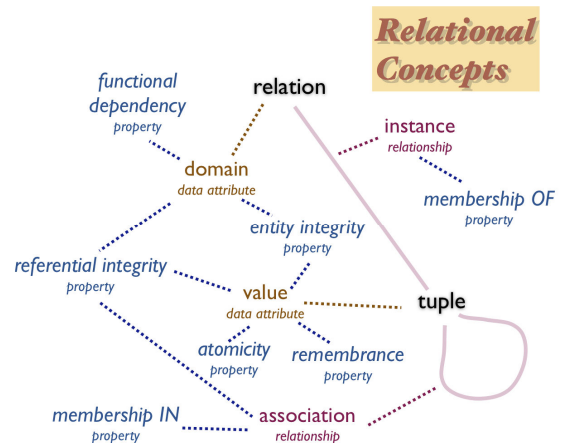 Relational
Concepts
functional
dependency
property
relation
instance
relationship
domain
data attribute
membership OF
property
entity integrity
property
referential integrity
property
value
data attribute
tuple
atomicity
property
remembrance
property
membership IN
property
association
relationship